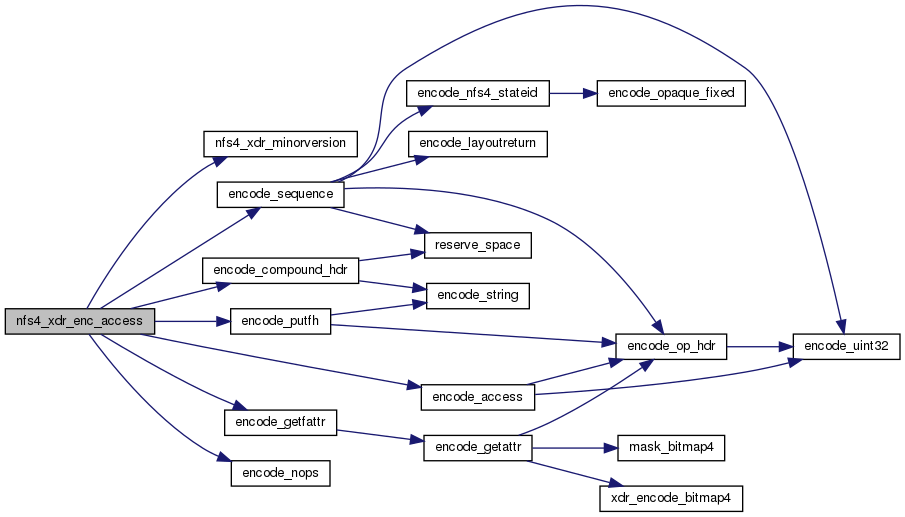 encode_nfs4_stateid
encode_opaque_fixed
nfs4_xdr_minorversion
encode_layoutreturn
encode_sequence
reserve_space
encode_compound_hdr
encode_string
nfs4_xdr_enc_access
encode_putfh
encode_op_hdr
encode_uint32
encode_access
encode_getfattr
encode_getattr
mask_bitmap4
encode_nops
xdr_encode_bitmap4